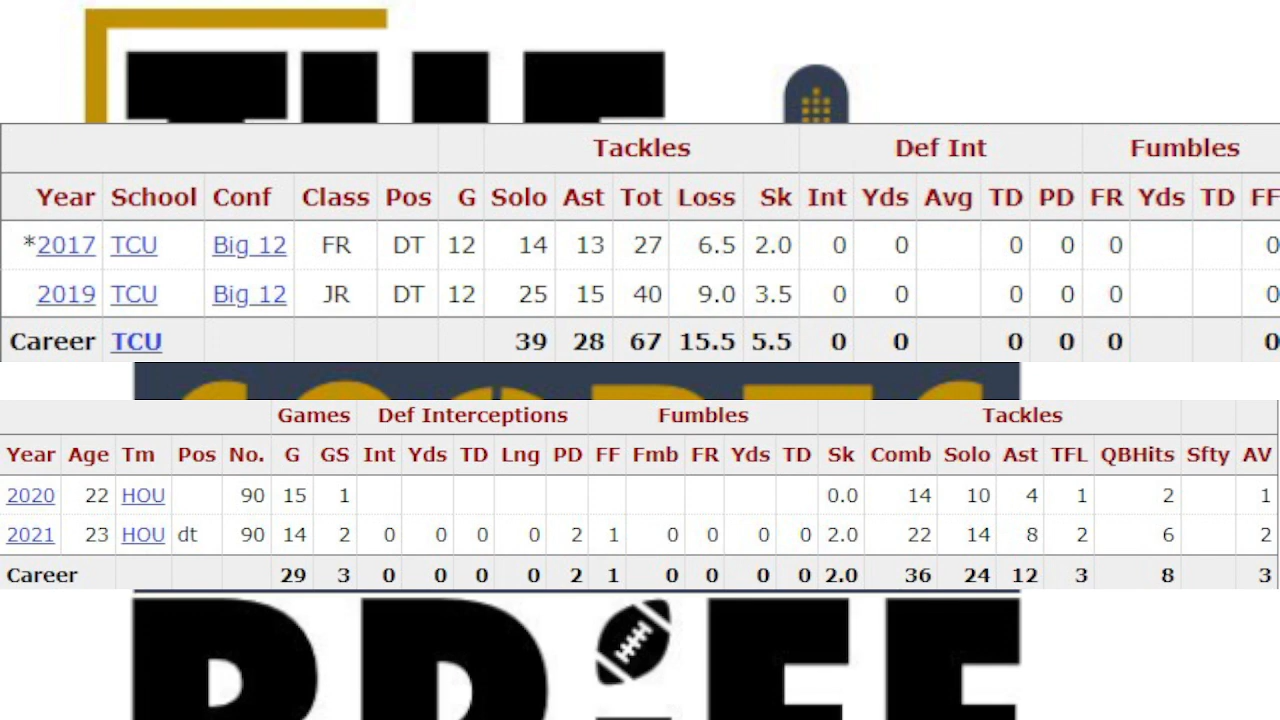 Tackles Def Int Fumbles
Year School Conf Class Pos G Solo Ast Tot Loss Sk Int Yds Avg TD PD FR Yds TD FF
*2017 TCU Big 12 FR DT 12 14 13 27 6.5 2.0 0 0 0 0 0 0
2019 TCU Big 12 JR DT 12 25 15 40 9.0 3.5 0 0 0 0 0 0
Career TCU 39 28 67 15.5 5.5 0 0 0 0 0 0
Games Def Interceptions Fumbles Tackles
Year Age Tm Pos No. G GS Int Yds TD Lng PD FF Fmb FR Yds TD Sk Comb Solo Ast TFL QBHits Sfty AV
2020 22 HOU 90 15 1 0.0 14 10 4 1 2 1
2021 23 HOU dt 90 14 2 0 0 0 0 2 1 0 0 0 0 2.0 22 14 8 2 6 2
Career 29 3 0 0 0 0 2 1 0 0 0 0 2.0 36 24 12 3 8 3